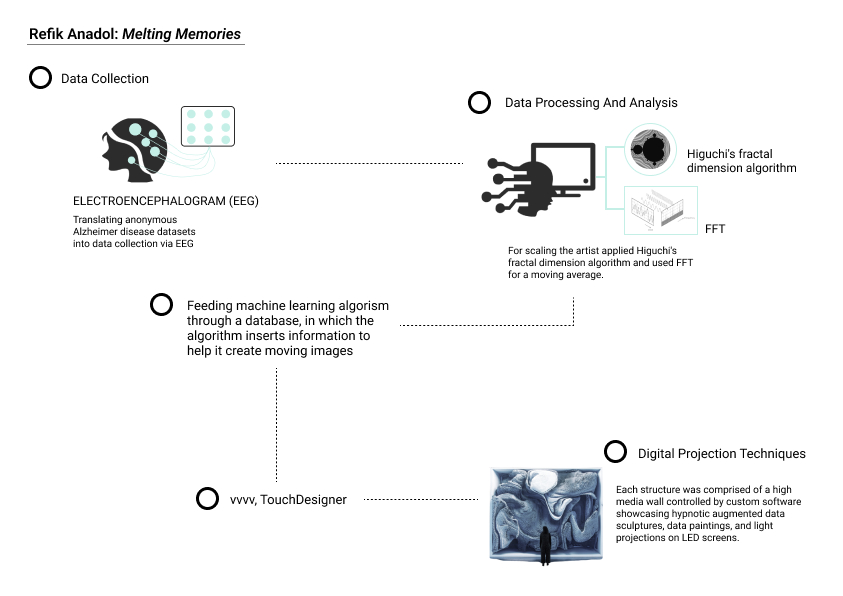 Refik Anadol: Melting Memories
Data Collection
ELECTROENCEPHALOGRAM (EEG)
Translating anonymous
Alzheimer disease datasets
into data collection via EEG
Data Processing And Analysis
Higuchi's fractal
dimension algorithm
FFT
For scaling the artist applied Higuchi's
fractal dimension algorithm and used FFT
for a moving average.
Feeding machine learning algorism
through a database, in which the
algorithm inserts information to
help it create moving images
vvvv, TouchDesigner
Digital Projection Techniques
Each structure was comprised of a high
media wall controlled by custom software
showcasing hypnotic augmented data
sculptures, data paintings, and light
projections on LED screens.